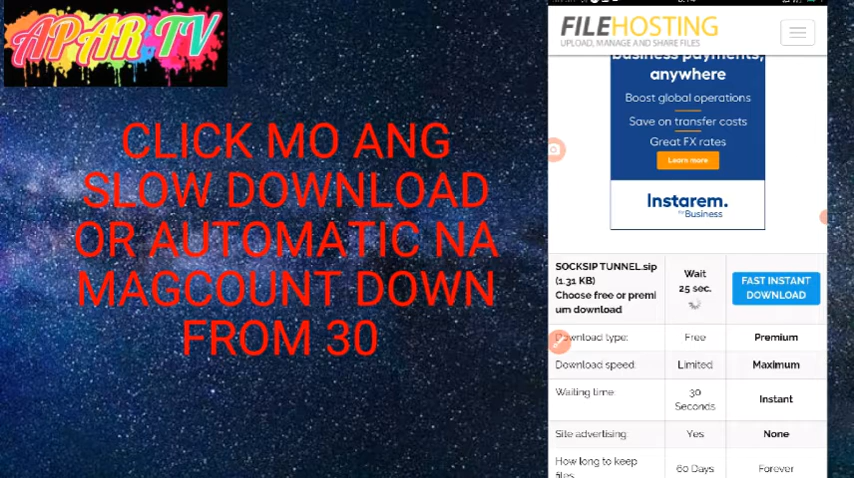 APAR TV
CLICK MO ANG
SLOW DOWNLOAD
OR AUTOMATIC NA
MAGCOUNT DOWN
FROM 30
FILEHOSTING
UPLOAD, MANAGE AND SHARE FILES
business payments,
anywhere
Boost global operations
Save on transfer costs
Great FX rates
Learn more
Instarem.
for Business
SOCKSIP TUNNEL.sip
(1.31 KB)
Choose free or premi
um download
Wait
25 sec.
FAST INSTANT
DOWNLOAD
Download type: Free Premium
Download speed: Limited Maximum
Waiting time: 30
Seconds Instant
Site advertising: Yes None
How long to keep
files: 60 Days Forever